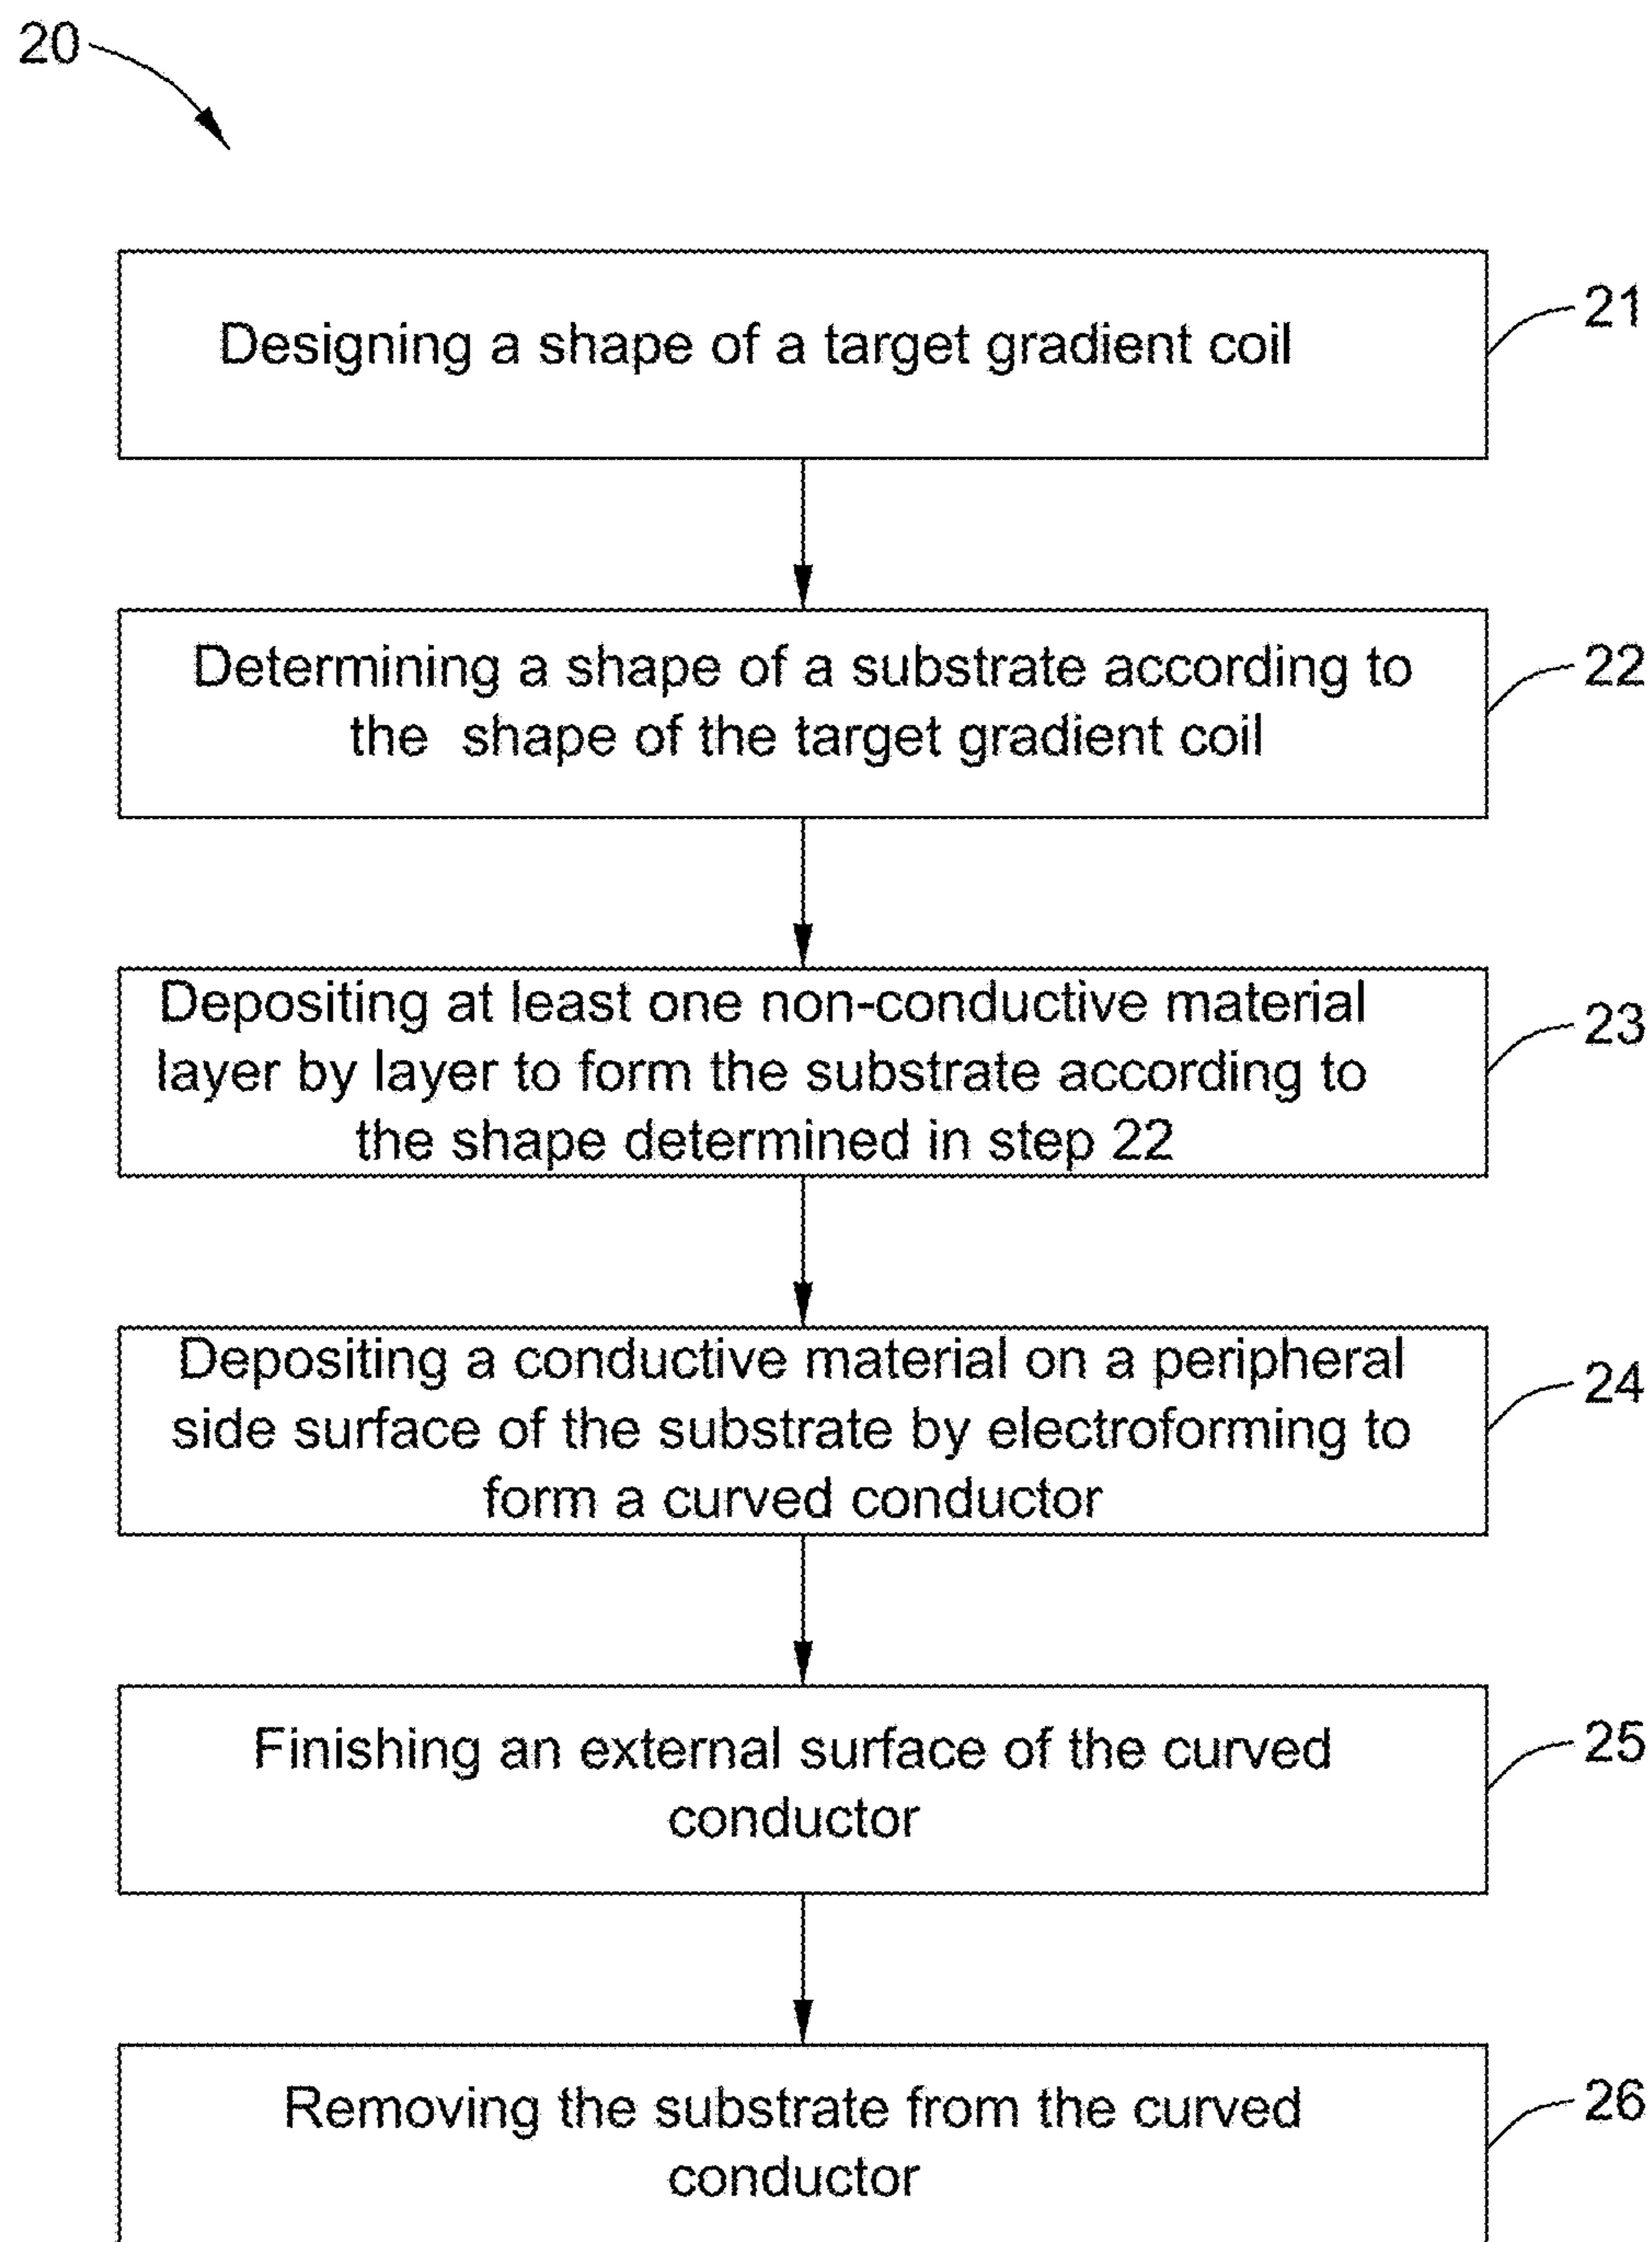 20
Designing a shape of a target gradient coil
21
Determining a shape of a substrate according to
the shape of the target gradient coil
22
Depositing at least one non-conductive material
layer by layer to form the substrate according to
the shape determined in step 22
23
Depositing a conductive material on a peripheral
side surface of the substrate by electroforming to
form a curved conductor
24
Finishing an external surface of the curved
conductor
25
Removing the substrate from the curved
conductor
26